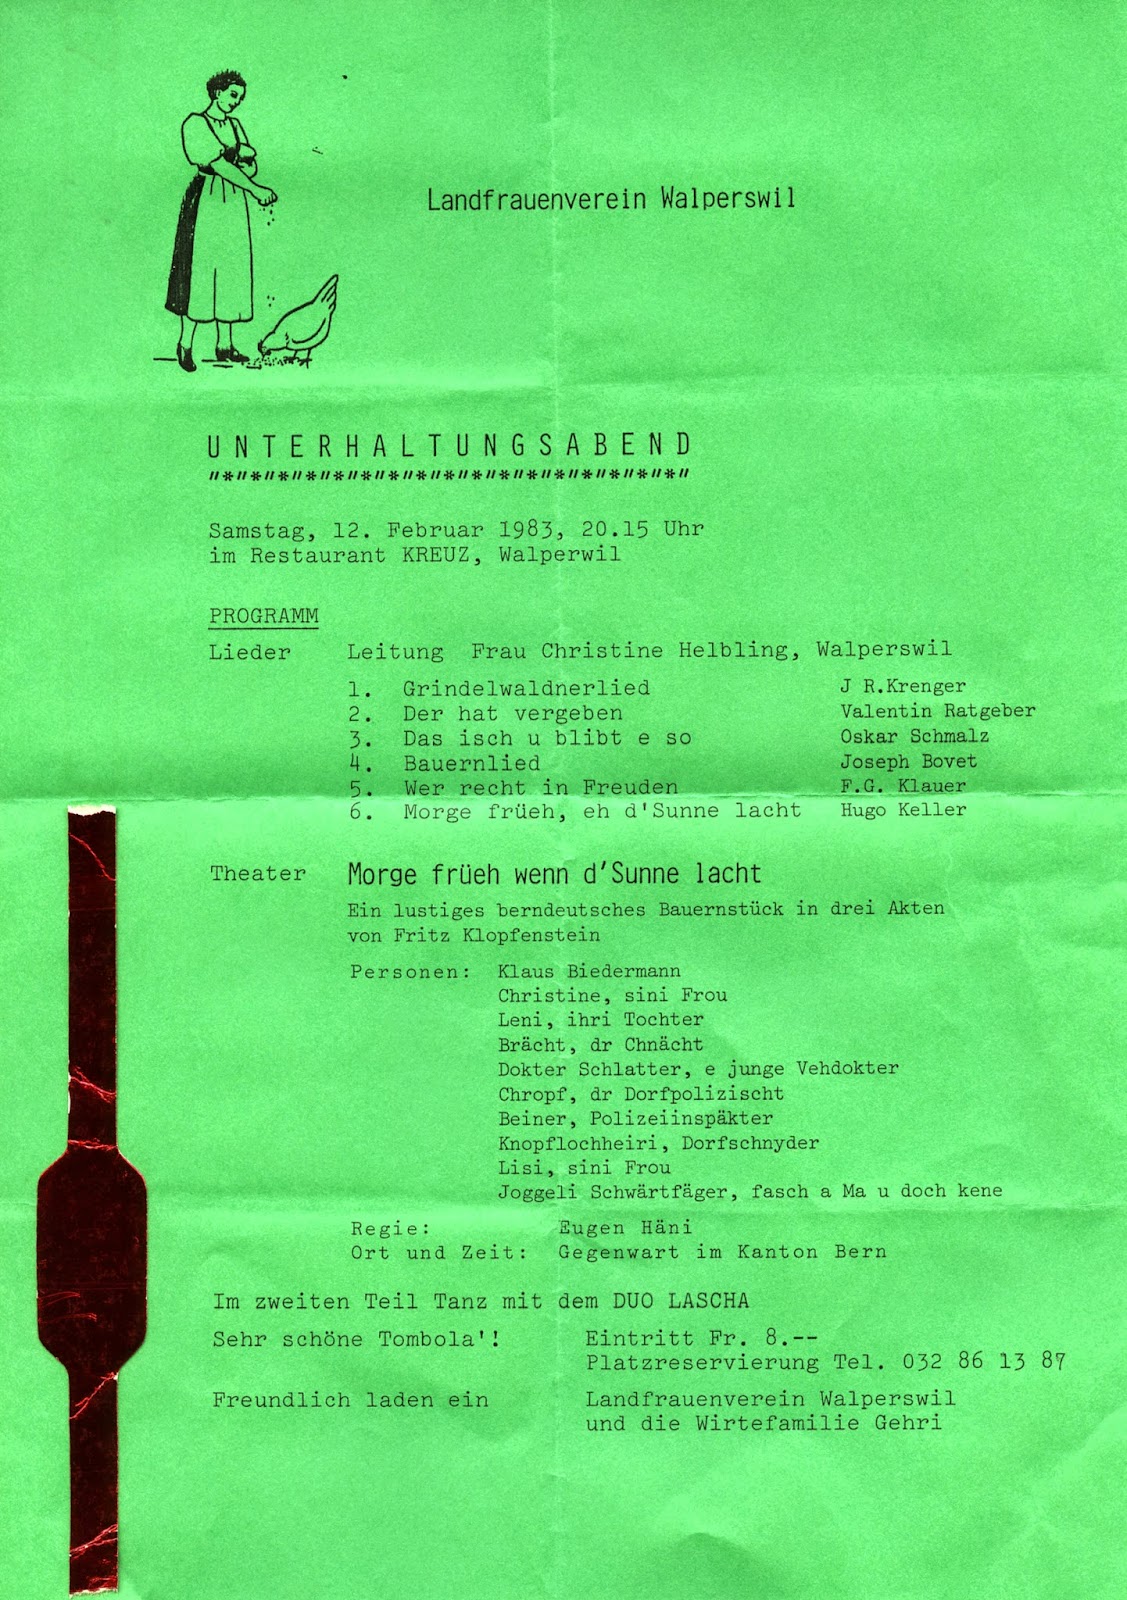 Landfrauenverein Walperswil
UNTERHALTUNGSABEND
"*"*"*"*"*"*"*"*"*"*"*"*"*"*"*"*"*"
Samstag, 12. Februar 1983, 20.15 Uhr
im Restaurant KREUZ, Walperwil
PROGRAMM
Lieder Leitung Frau Christine Helbling, Walperswil
1. Grindelwaldnerlied J R.Krenger
2. Der hat vergeben Valentin Ratgeber
3. Das isch u blibt e so Oskar Schmalz
4. Bauernlied Joseph Bovet
5. Wer recht in Freuden F.G. Klauer
6. Morge früeh, eh d'Sunne lacht Hugo Keller
Theater Morge früeh wenn d'Sunne lacht
Ein lustiges berndeutsches Bauernstück in drei Akten
von Fritz Klopfenstein
Personen: Klaus Biedermann
Christine, sini Frou
Leni, ihri Tochter
Brächt, dr Chnächt
Dokter Schlatter, e junge Vehdokter
Chropf, dr Dorfpolizischt
Beiner, Polizeiinspäkter
Knopflochheiri, Dorfschnyder
Lisi, sini Frou
Joggeli Schwärtfäger, fasch a Ma u doch kene
Regie: Eugen Häni
Ort und Zeit: Gegenwart im Kanton Bern
Im zweiten Teil Tanz mit dem DUO LASCHA
Sehr schöne Tombola'! Eintritt Fr. 8.--
Platzreservierung Tel. 032 86 13 87
Freundlich laden ein Landfrauenverein Walperswil
und die Wirtefamilie Gehri